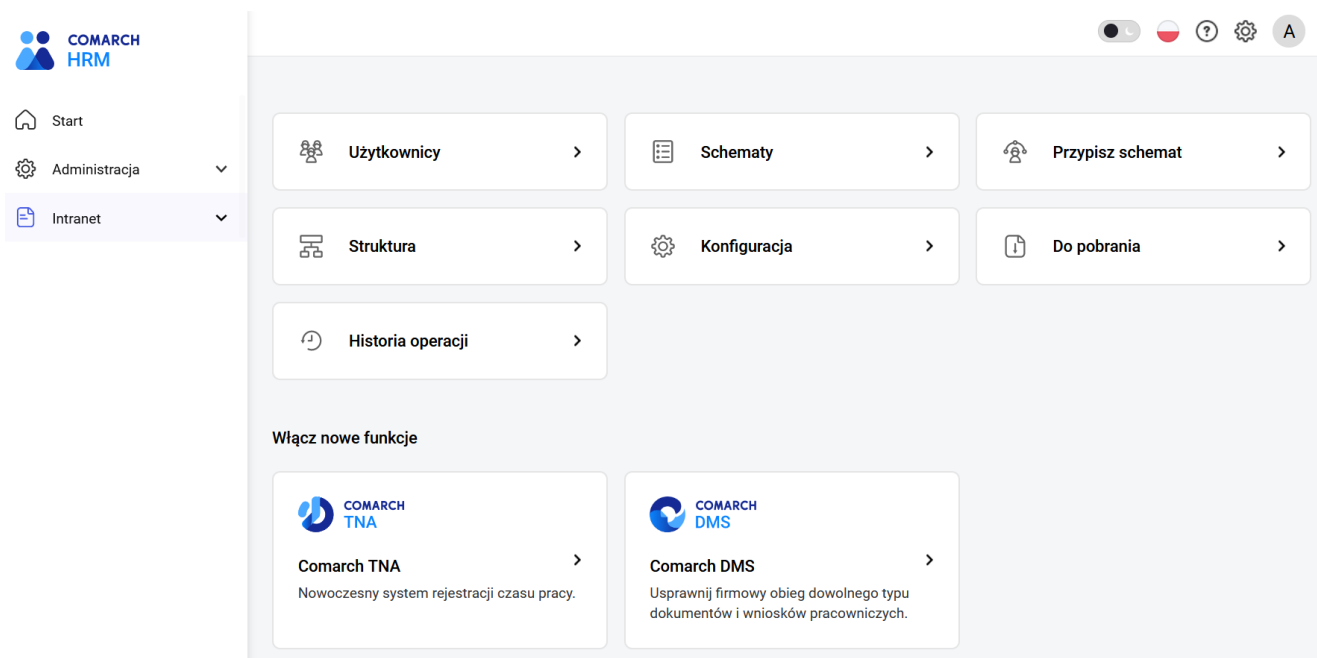 COMARCH
HRM
A
Start
Administracja
Intranet
Użytkownicy
Schematy
Przypisz schemat
Struktura
Konfiguracja
Do pobrania
Historia operacji
Włącz nowe funkcje
COMARCH
TNA
Comarch TNA
Nowoczesny system rejestracji czasu pracy.
COMARCH
DMS
Comarch DMS
Usprawnij firmowy obieg dowolnego typu
dokumentów i wniosków pracowniczych.